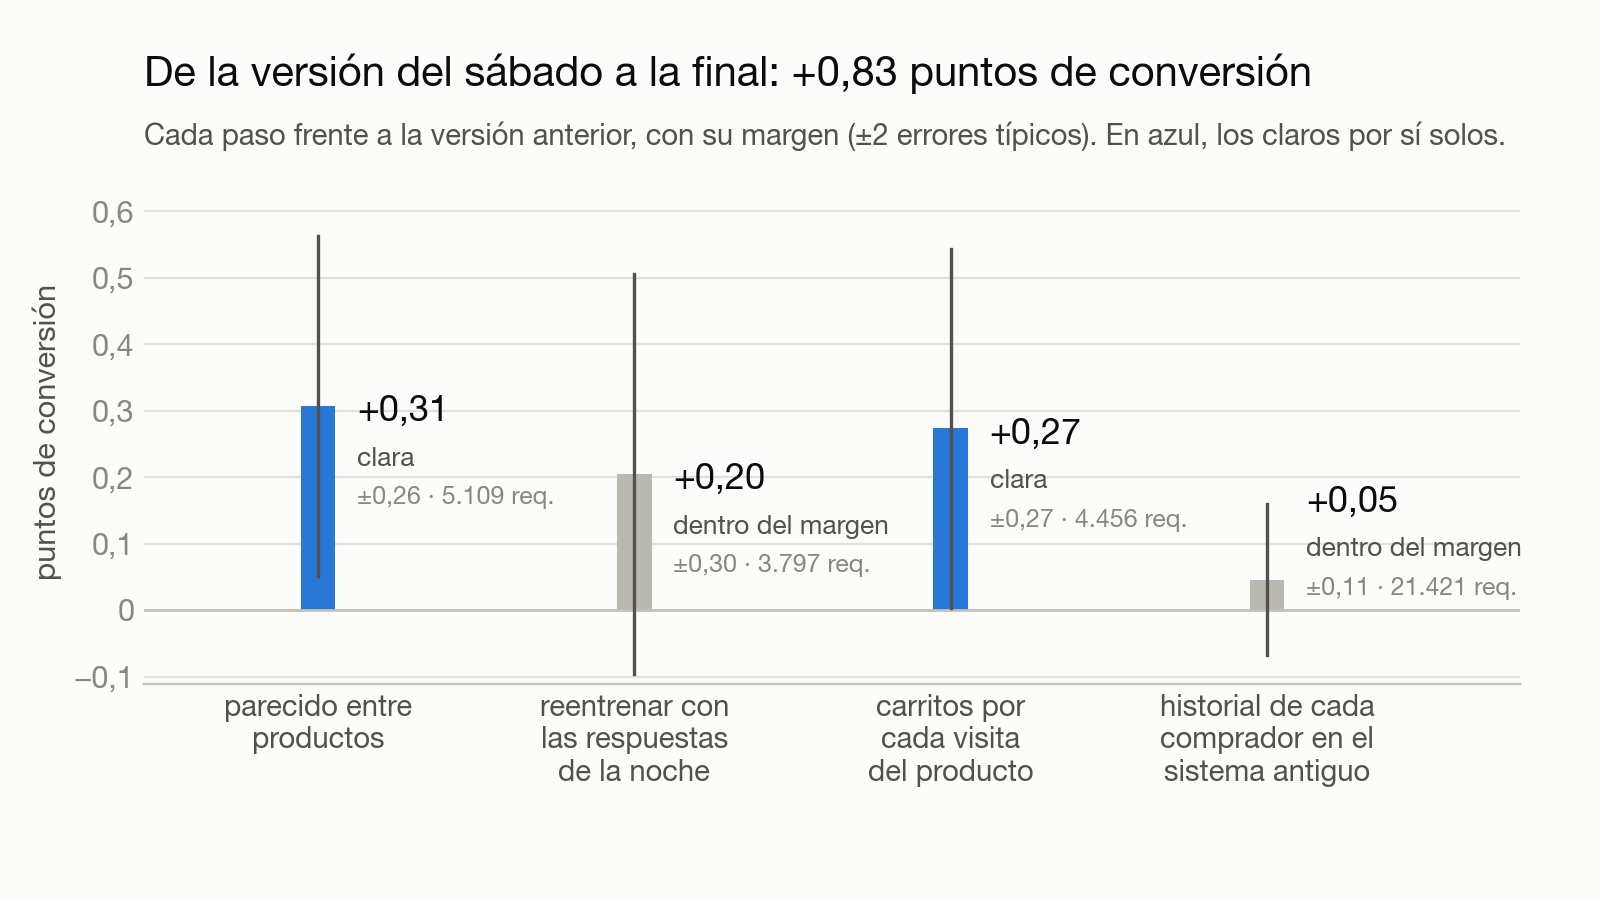 De la versión del sábado a la final: +0,83 puntos de conversión
Cada paso frente a la versión anterior, con su margen (±2 errores típicos). En azul, los claros por sí solos.
puntos de conversión
0,6
0,5
0,4
0,3
0,2
0,1
0
−0,1
+0,31
clara
±0,26 · 5.109 req.
+0,20
dentro del margen
±0,30 · 3.797 req.
+0,27
clara
±0,27 · 4.456 req.
+0,05
dentro del margen
±0,11 · 21.421 req.
parecido entre
productos
reentrenar con
las respuestas
de la noche
carritos por
cada visita
del producto
historial de cada
comprador en el
sistema antiguo